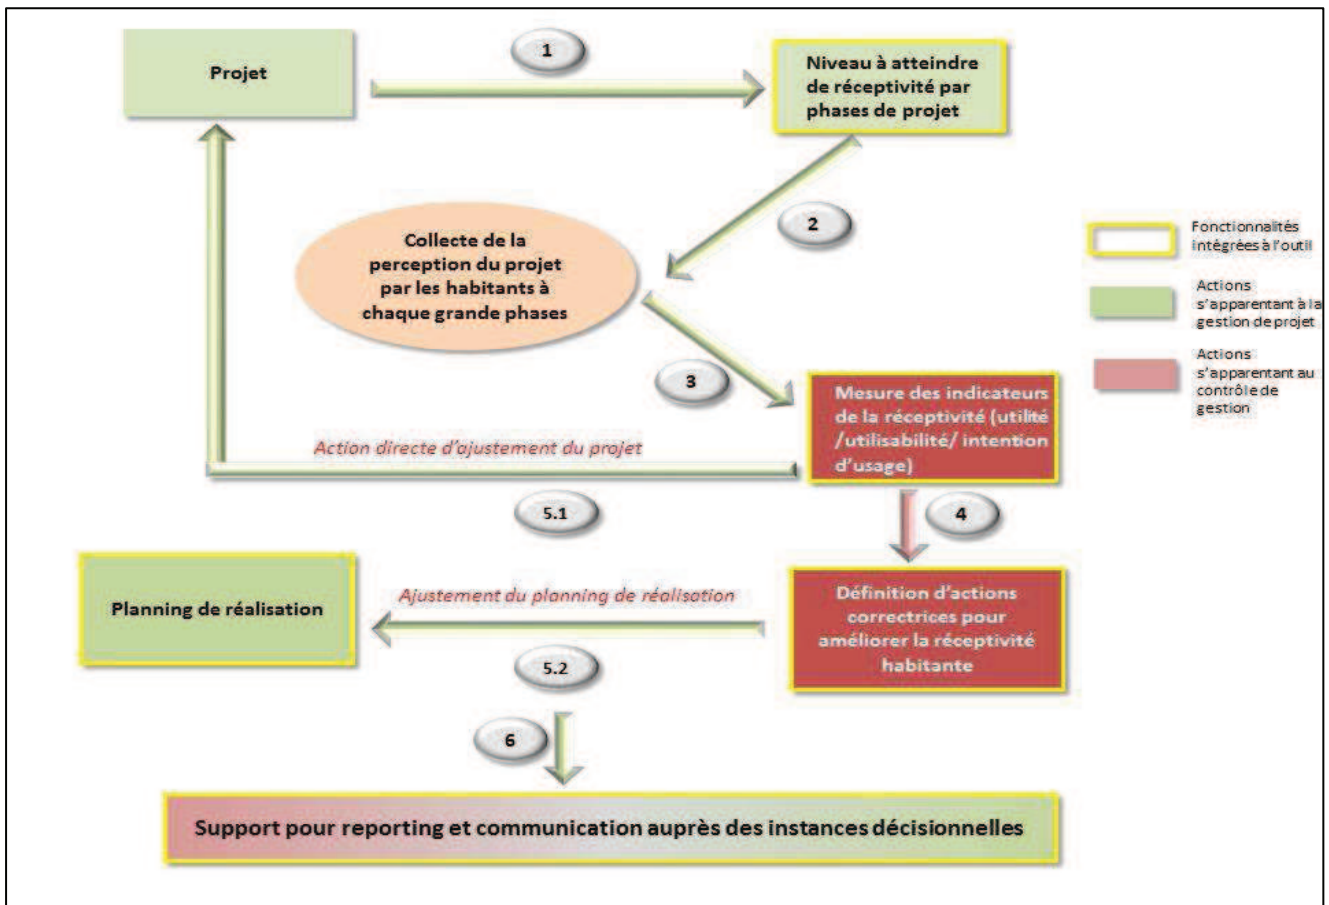 1
Projet
Niveau à atteindre
de réceptivité par
phases de projet
2
Collecte de la
perception du projet
par les habitants à
chaque grande phases
Fonctionnalités
intégrées à l'outil
Actions
s'apparentant à la
gestion de projet
Actions
s'apparentant au
contrôle de
gestion
3
Mesure des indicateurs
de la réceptivité (utilité
/utilisabilité/ intention
d'usage)
Action directe d'ajustement du projet
5.1
4
Planning de réalisation
Ajustement du planning de réalisation
Définition d'actions
correctrices pour
améliorer la réceptivité
habitante
5.2
6
Support pour reporting et communication auprès des instances décisionnelles